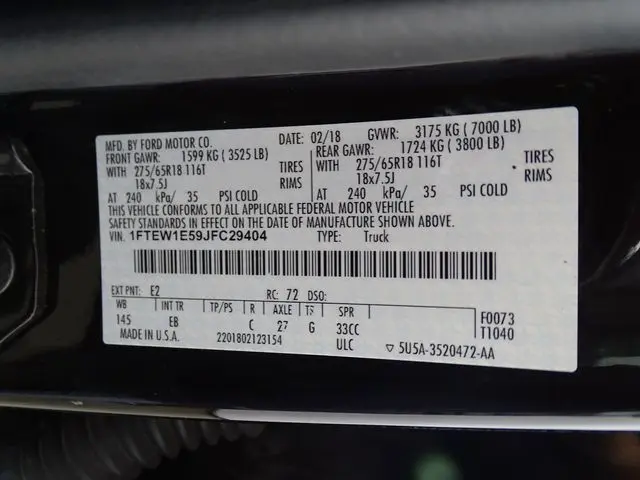 MFD. BY FORD MOTOR CO. DATE: 02/18 GVWR: 3175 KG ( 7000 LB)
FRONT GAWR: 1599 KG ( 3525 LB) REAR GAWR: 1724 KG ( 3800 LB)
WITH 275/65R18 116T TIRES WITH 275/65R18 116T TIRES
18x7.5J RIMS 18x7.5J RIMS
AT 240 kPa/ 35 PSI COLD AT 240 kPa/ 35 PSI COLD
THIS VEHICLE CONFORMS TO ALL APPLICABLE FEDERAL MOTOR VEHICLE
SAFETY STANDARDS IN EFFECT ON THE DATE OF MANUFACTURE SHOWN ABOVE.
VIN: 1FTEW1E59JFC29404 TYPE: Truck
EXT PNT: E2 RC: 72 DSO:
WB INT TR TP/PS R AXLE SPR F0073
145 EB C 27 G 33CC T1040
MADE IN U.S.A. 2201802123154 ULC ▽ 5U5A-3520472-AA